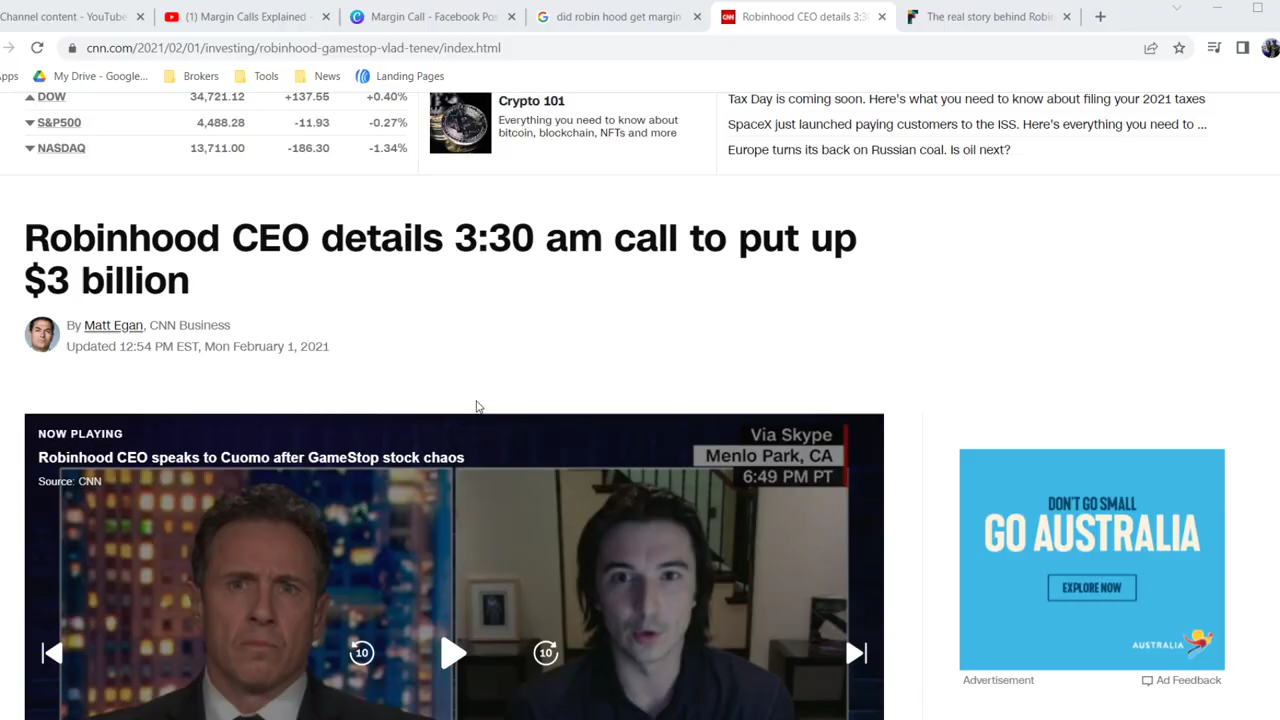 Channel content - YouTube
(1) Margin Calls Explained -
Margin Call - Facebook Pos
did robin hood get margin
CNN
Robinhood CEO details 3:3
The real story behind Robin
cnn.com/2021/02/01/investing/robinhood-gamestop-vlad-tenev/index.html
Apps
My Drive - Google...
Brokers
Tools
News
Landing Pages
DOW 34,721.12 +137.55 +0.40%
S&P500 4,488.28 -11.93 -0.27%
NASDAQ 13,711.00 -186.30 -1.34%
Crypto 101
Everything you need to know about
bitcoin, blockchain, NFTs and more
Tax Day is coming soon. Here's what you need to know about filing your 2021 taxes
SpaceX just launched paying customers to the ISS. Here's everything you need to ...
Europe turns its back on Russian coal. Is oil next?
Robinhood CEO details 3:30 am call to put up
$3 billion
By Matt Egan, CNN Business
Updated 12:54 PM EST, Mon February 1, 2021
NOW PLAYING
Robinhood CEO speaks to Cuomo after GameStop stock chaos
Source: CNN
Via Skype
Menlo Park, CA
6:49 PM PT
10
10
DON'T GO SMALL
GO AUSTRALIA
EXPLORE NOW
AUSTRALIA
Advertisement
Ad Feedback